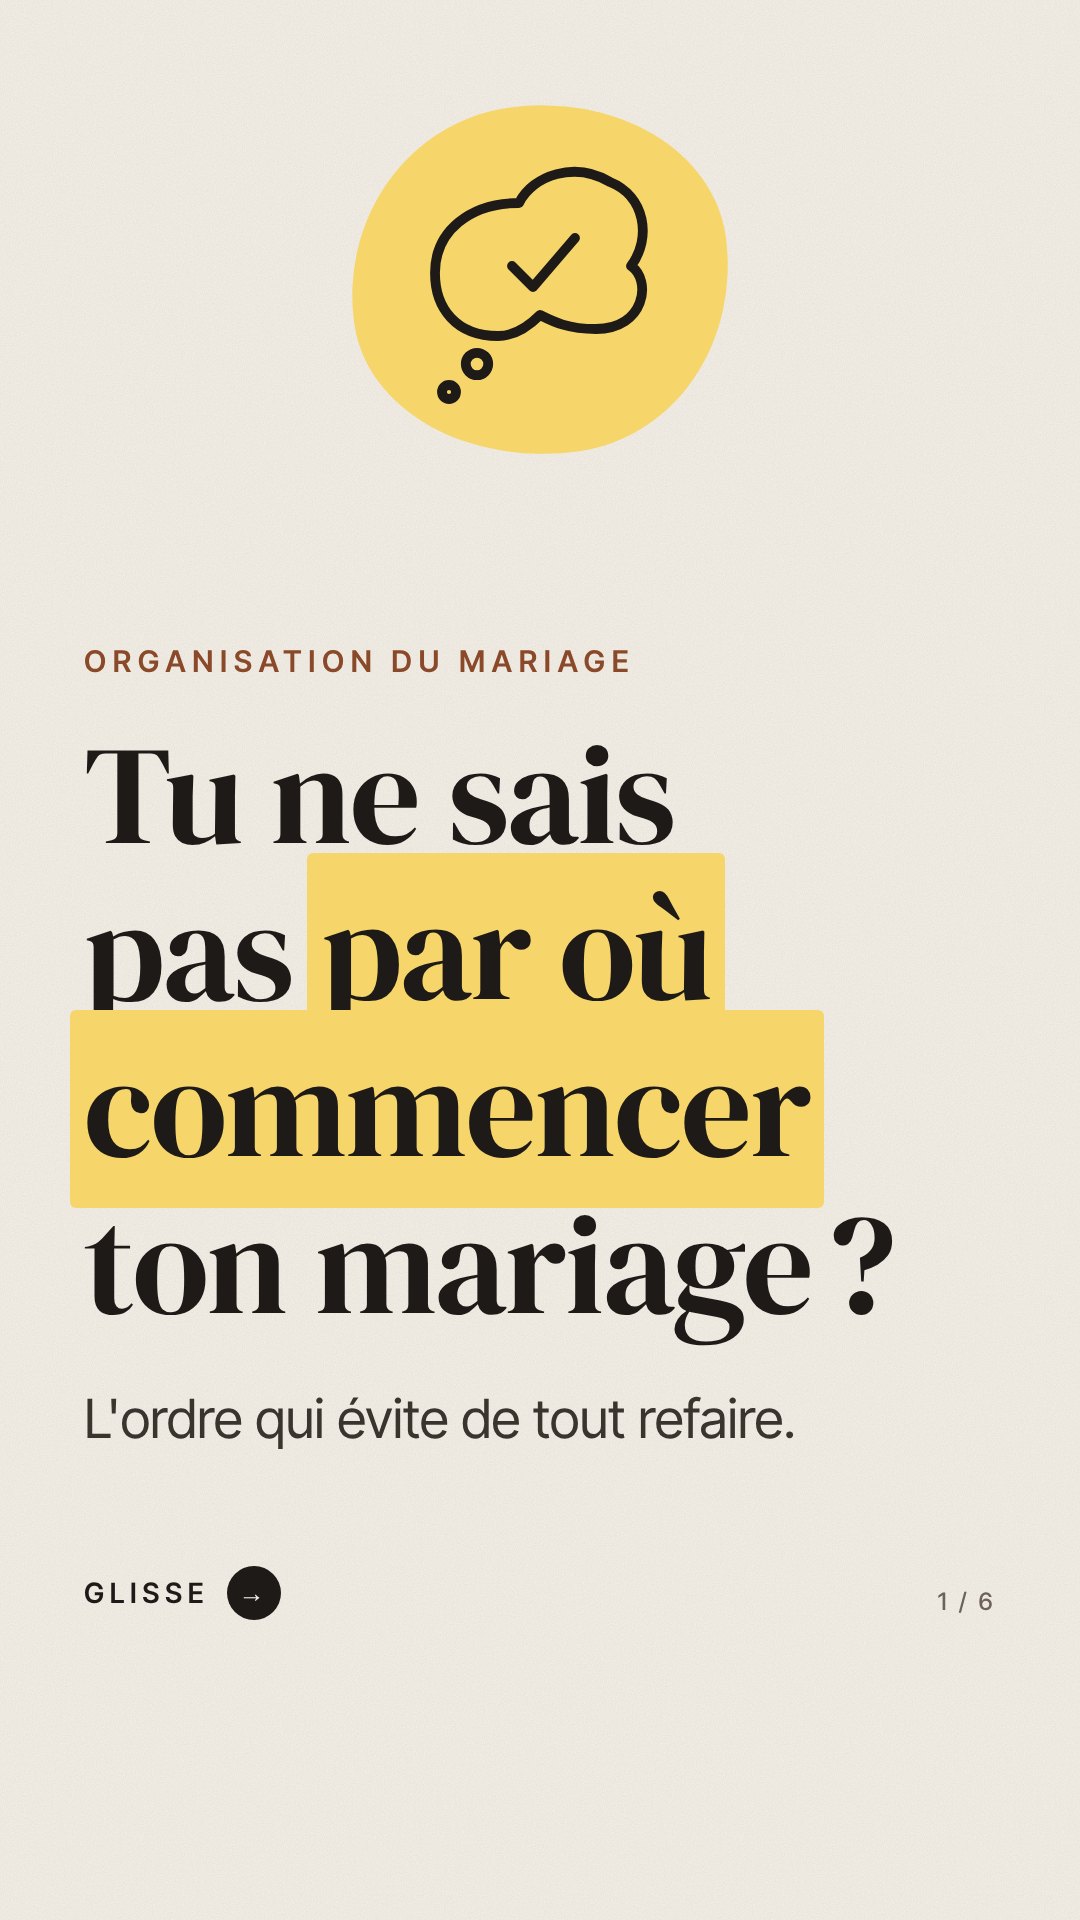 ORGANISATION DU MARIAGE
Tu ne sais
pas par où
commencer
ton mariage ?
L'ordre qui évite de tout refaire.
GLISSE →
1 / 6